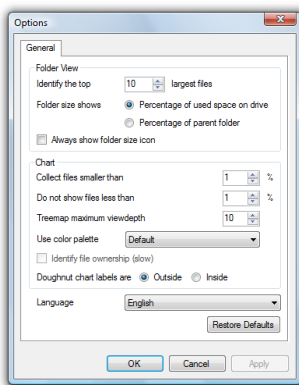 Options
General
Folder View
Identify the top 10 largest files
Folder size shows Percentage of used space on drive
Percentage of parent folder
Always show folder size icon
Chart
Collect files smaller than 1 %
Do not show files less than 1 %
Treemap maximum viewdepth 10
Use color palette Default
Identify file ownership (slow)
Doughnut chart labels are Outside Inside
Language English
Restore Defaults
OK Cancel Apply